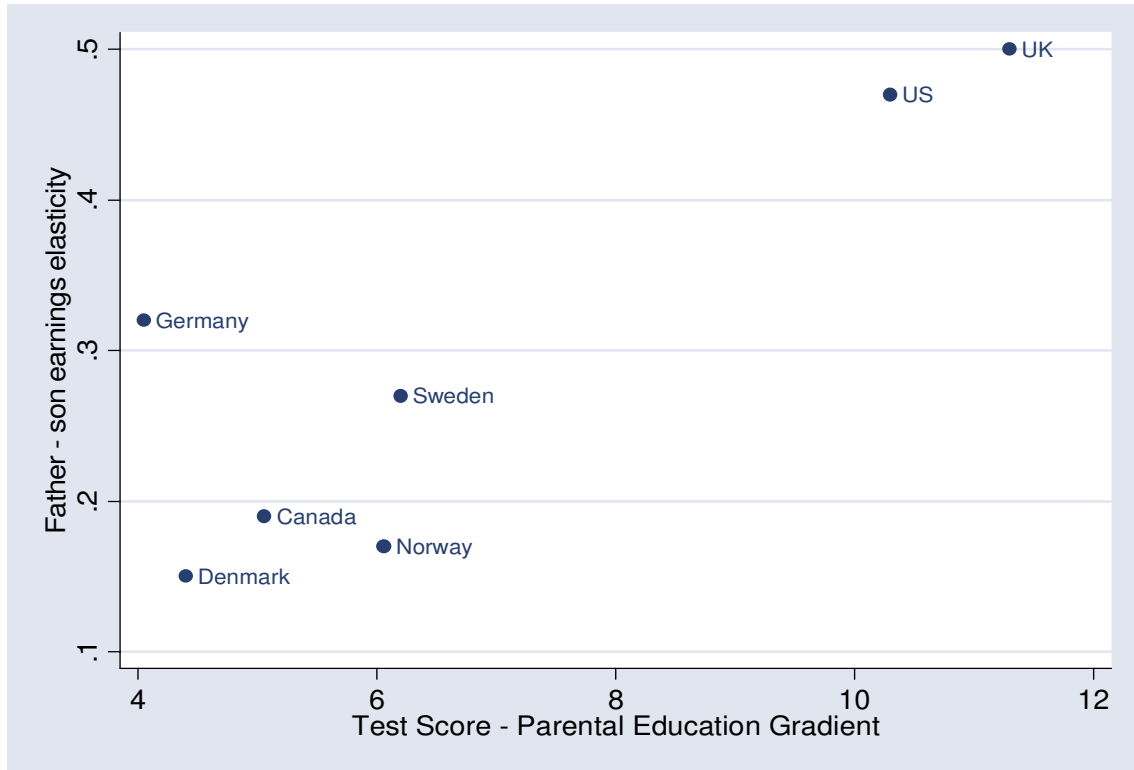 .5
UK
US
.4
Germany
.3
Sweden
.2
Canada
Norway
Denmark
.1
Father - son earnings elasticity
4 6 8 10 12
Test Score - Parental Education Gradient